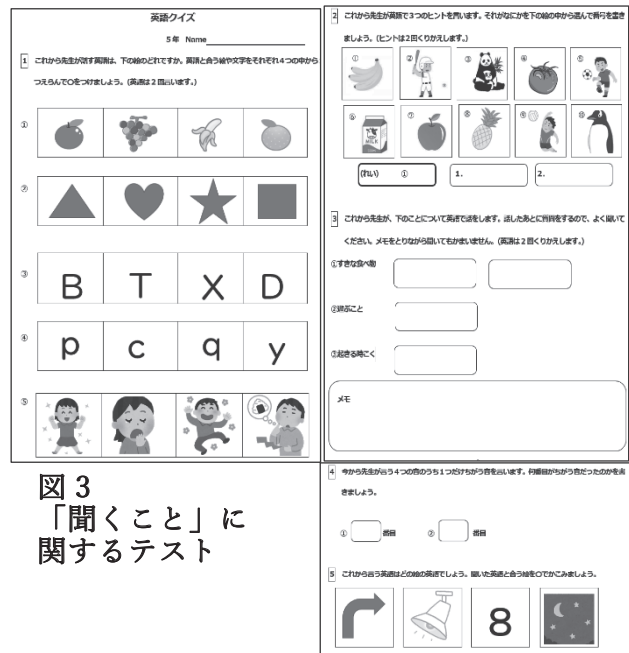 英語クイズ
5年 Name
1 これから先生が話す英語は、下の絵のどれですか。英語と合う絵や文字をそれぞれ4つの中から1
つえらんで○をつけましょう。(英語は2回言います。)
①
②
③ B T X D
④ p c q y
⑤
図3
「聞くこと」に
関するテスト
2 これから先生が英語で3つのヒントを言います。それがなにかを下の絵の中から選んで番号を書き
ましょう。(ヒントは2回くりかえします。)
① ② ③ ④ ⑤
⑥ ⑦ ⑧ ⑨ ⑩
MILK
(れい) ① 1. 2.
3 これから先生が、下のことについて英語で話をします。話したあとに質問をするので、よく聞いて
ください。メモをとりながら聞いてもかまいません。(英語は2回くりかえします。)
①すきな食べ物
②遊ぶこと
③起きる時こく
メモ
4 今から先生が言う4つの音のうち1つだけちがう音を言います。何番目がちがう音だったのかを書
きましょう。
① 番目 ② 番目
5 これから言う英語はどの絵の英語でしょう。聞いた英語と合う絵を○でかこみましょう。
8